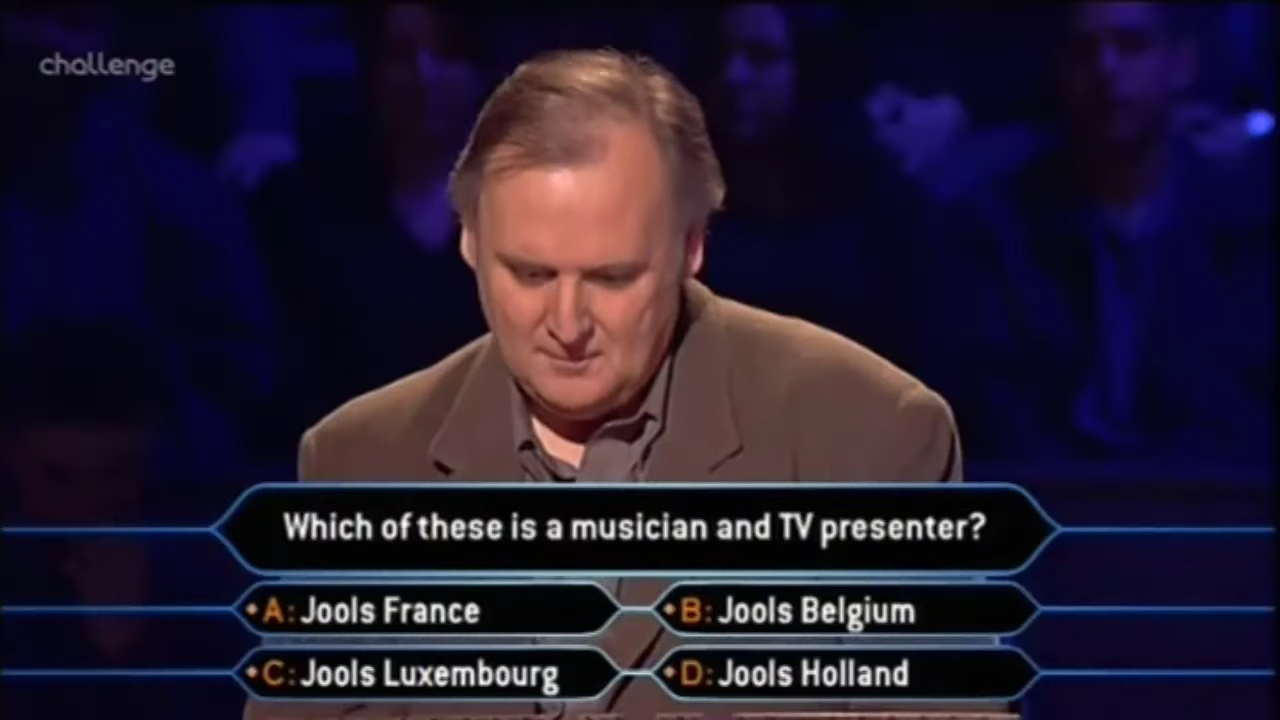 challenge
Which of these is a musician and TV presenter?
A: Jools France
B: Jools Belgium
C: Jools Luxembourg
D: Jools Holland